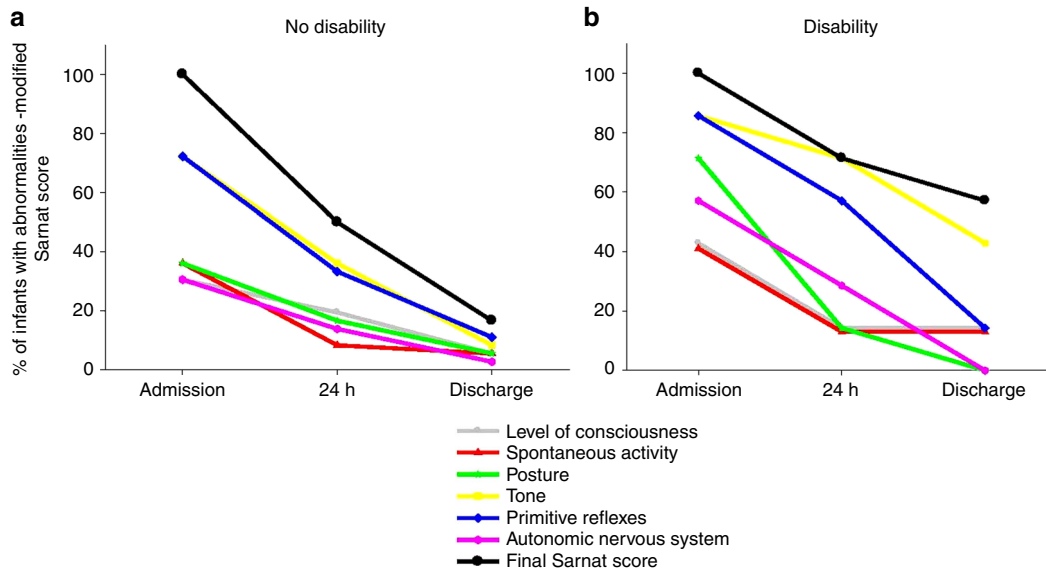 a
No disability
b
Disability
% of infants with abnormalities -modified
Sarnat score
100
80
60
40
20
0
Admission
24 h
Discharge
100
80
60
40
20
0
Admission
24 h
Discharge
Level of consciousness
Spontaneous activity
Posture
Tone
Primitive reflexes
Autonomic nervous system
Final Sarnat score